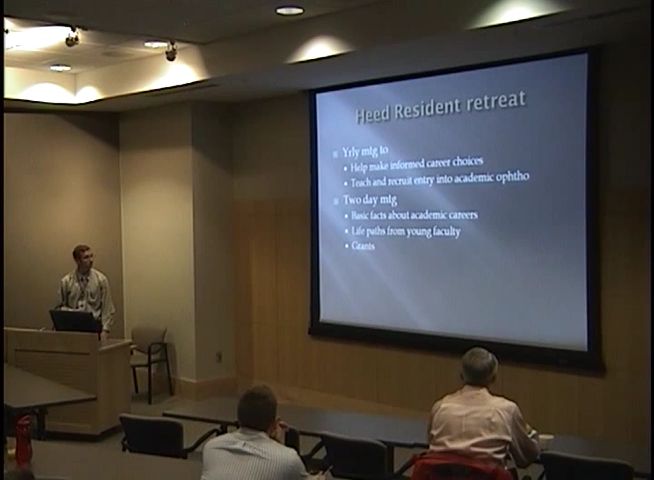 Heed Resident retreat
Yrly mtg to
Help make informed career choices
Teach and recruit entry into academic ophtho
Two day mtg
Basic facts about academic careers
Life paths from young faculty
Grants